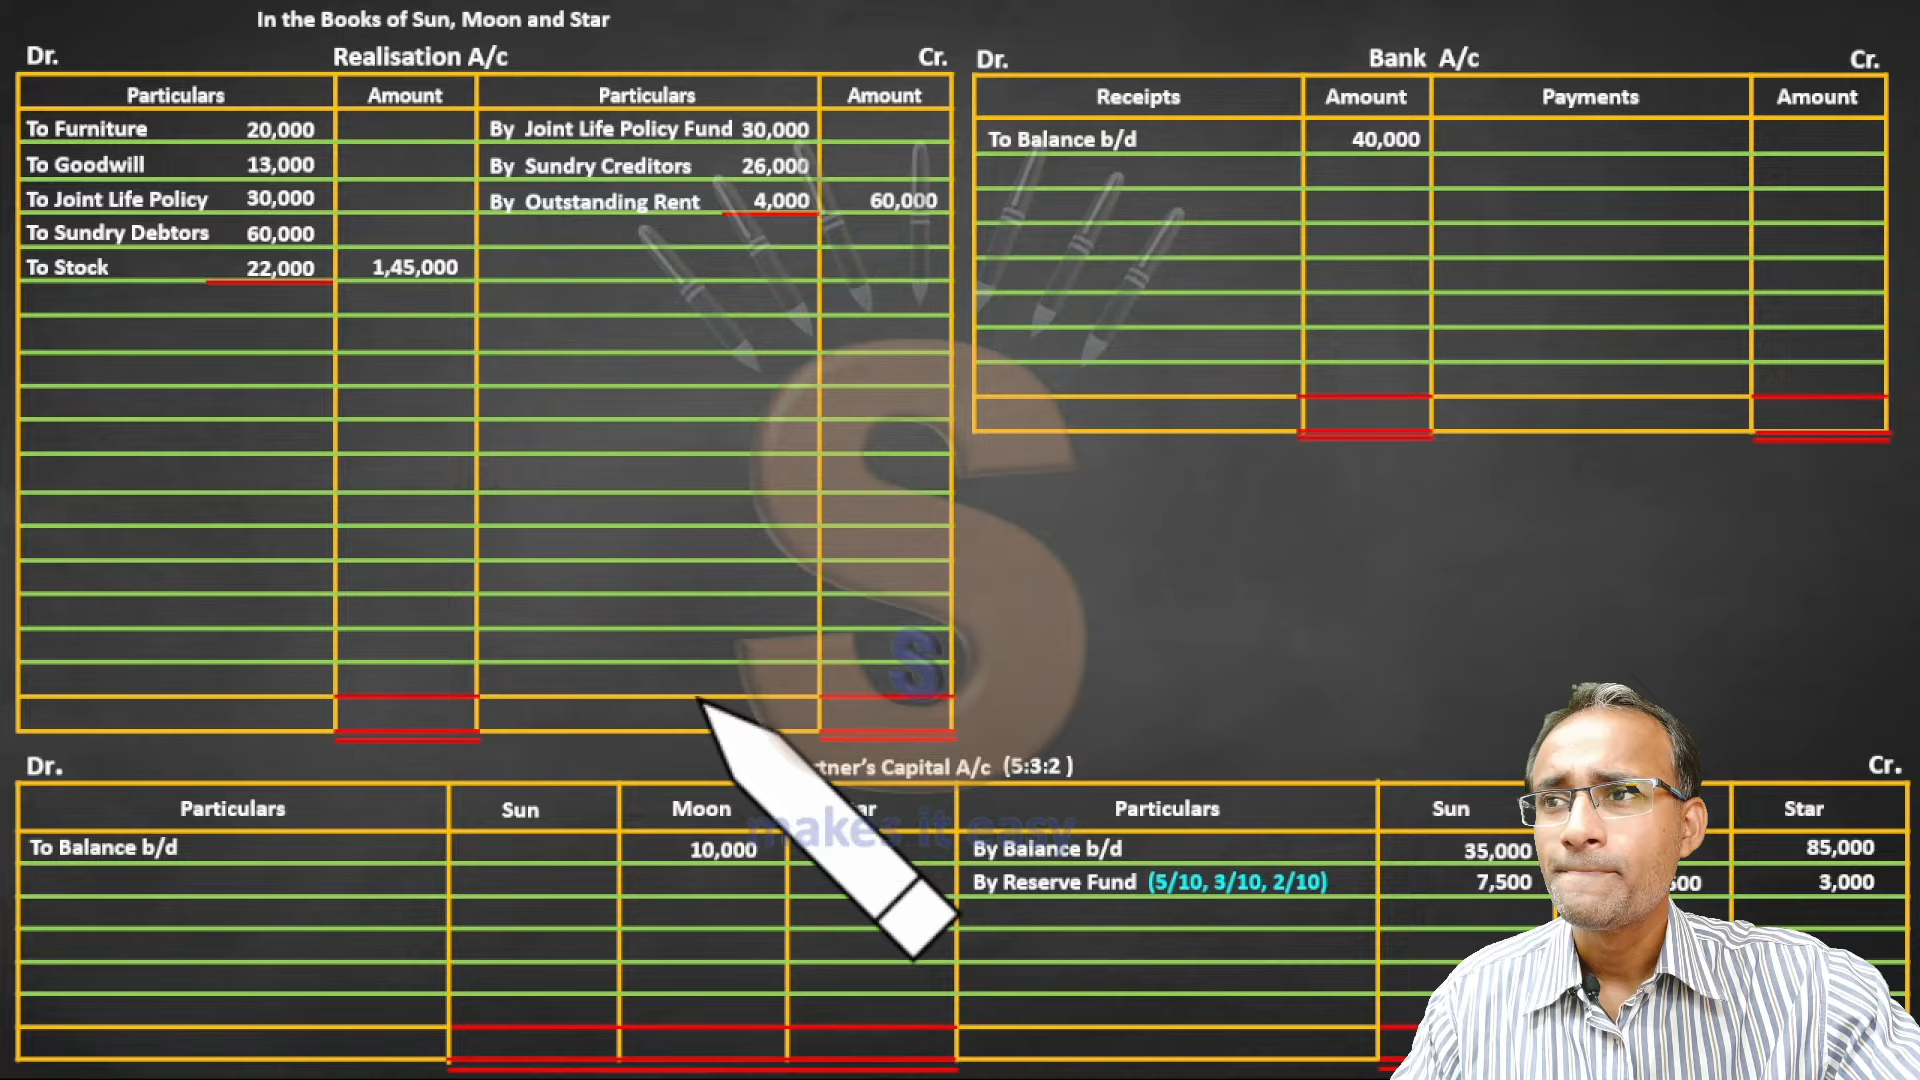 In the Books of Sun, Moon and Star
Dr. Realisation A/c Cr.
Particulars Amount Particulars Amount
To Furniture 20,000 By Joint Life Policy Fund 30,000
To Goodwill 13,000 By Sundry Creditors 26,000
To Joint Life Policy 30,000 By Outstanding Rent 4,000 60,000
To Sundry Debtors 60,000
To Stock 22,000 1,45,000
Dr. Bank A/c Cr.
Receipts Amount Payments Amount
To Balance b/d 40,000
S
S
makes it easy
Dr. Capital A/c (5:3:2) Cr.
Particulars Sun Moon Particulars Sun Star
To Balance b/d 10,000 By Balance b/d 35,000 85,000
By Reserve Fund (5/10, 3/10, 2/10) 7,500 3,000